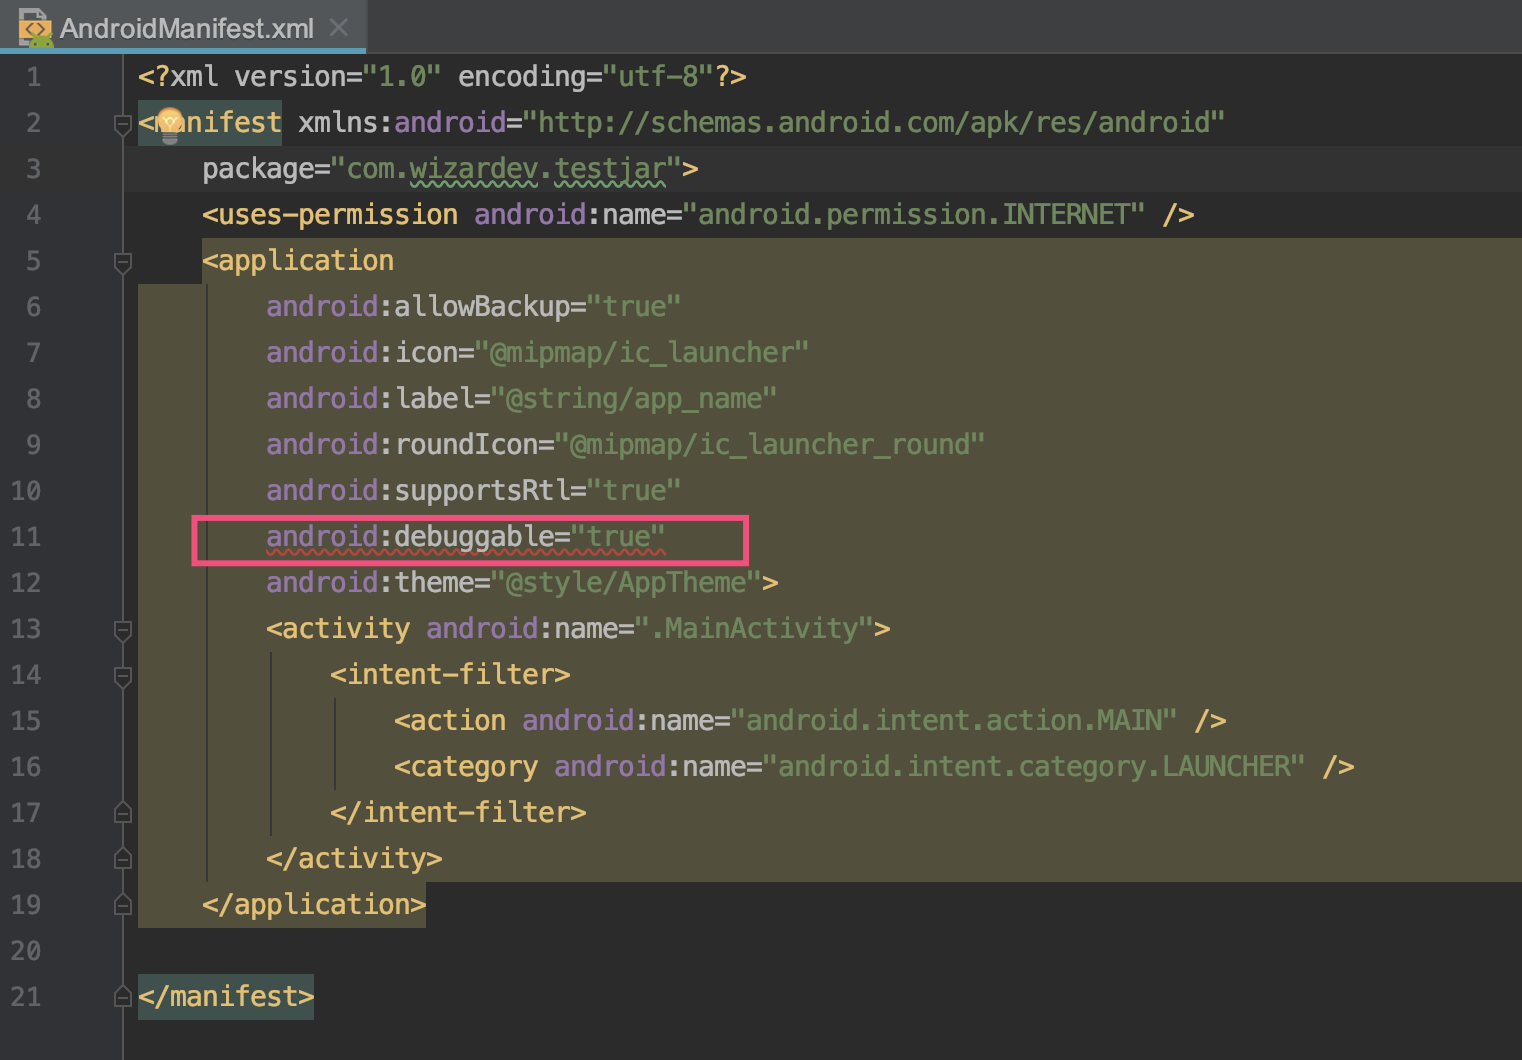 AndroidManifest.xml
1 <?xml version="1.0" encoding="utf-8"?>
2 <manifest xmlns:android="http://schemas.android.com/apk/res/android"
3 package="com.wizardev.testjar">
4 <uses-permission android:name="android.permission.INTERNET" />
5 <application
6 android:allowBackup="true"
7 android:icon="@mipmap/ic_launcher"
8 android:label="@string/app_name"
9 android:roundIcon="@mipmap/ic_launcher_round"
10 android:supportsRtl="true"
11 android:debuggable="true"
12 android:theme="@style/AppTheme">
13 <activity android:name=".MainActivity">
14 <intent-filter>
15 <action android:name="android.intent.action.MAIN" />
16 <category android:name="android.intent.category.LAUNCHER" />
17 </intent-filter>
18 </activity>
19 </application>
20
21 </manifest>